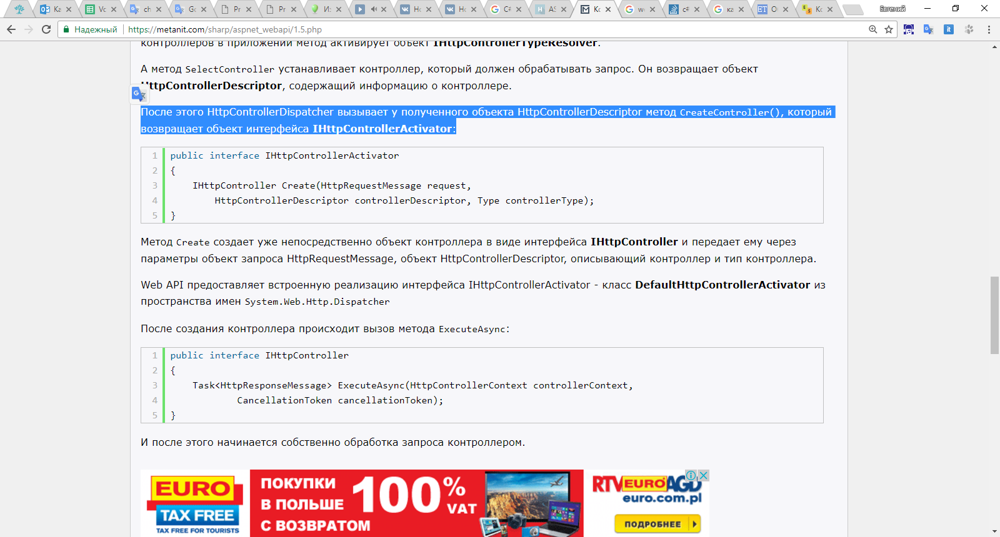 Ka
Vc
ch
Gc
Pr
Pr
Из
Hc
Hc
C#
AS
Кс
w
c#
ка
O
Кс
Евгений
Надежный
https://metanit.com/sharp/aspnet_webapi/1.5.php
контроллеров в приложении метод активирует объект IHttpControllerTypeResolver.
А метод SelectController устанавливает контроллер, который должен обрабатывать запрос. Он возвращает объект
HttpControllerDescriptor, содержащий информацию о контроллере.
После этого HttpControllerDispatcher вызывает у полученного объекта HttpControllerDescriptor метод CreateController(), который
возвращает объект интерфейса IHttpControllerActivator:
1 public interface IHttpControllerActivator
2 {
3 IHttpController Create(HttpRequestMessage request,
4 HttpControllerDescriptor controllerDescriptor, Type controllerType);
5 }
Метод Create создает уже непосредственно объект контроллера в виде интерфейса IHttpController и передает ему через
параметры объект запроса HttpRequestMessage, объект HttpControllerDescriptor, описывающий контроллер и тип контроллера.
Web API предоставляет встроенную реализацию интерфейса IHttpControllerActivator - класс DefaultHttpControllerActivator из
пространства имен System.Web.Http.Dispatcher
После создания контроллера происходит вызов метода ExecuteAsync:
1 public interface IHttpController
2 {
3 Task<HttpResponseMessage> ExecuteAsync(HttpControllerContext controllerContext,
4 CancellationToken cancellationToken);
5 }
И после этого начинается собственно обработка запроса контроллером.
EURO
TAX FREE
TAX FREE FOR TOURISTS
ПОКУПКИ
В ПОЛЬШЕ
С ВОЗВРАТОМ
100%
VAT
RTV EURO AGD
euro.com.pl
ПОДРОБНЕЕ